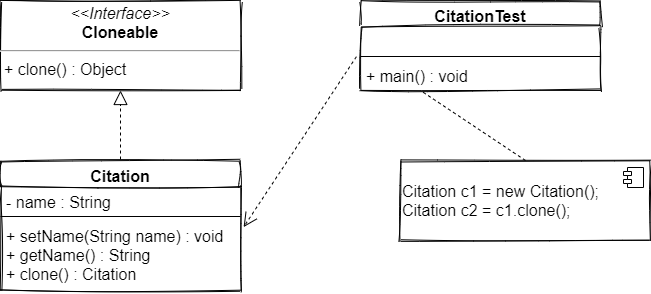 <<Interface>>
Cloneable
+ clone() : Object
CitationTest
+ main() : void
Citation
- name : String
+ setName(String name) : void
+ getName() : String
+ clone() : Citation
Citation c1 = new Citation();
Citation c2 = c1.clone();